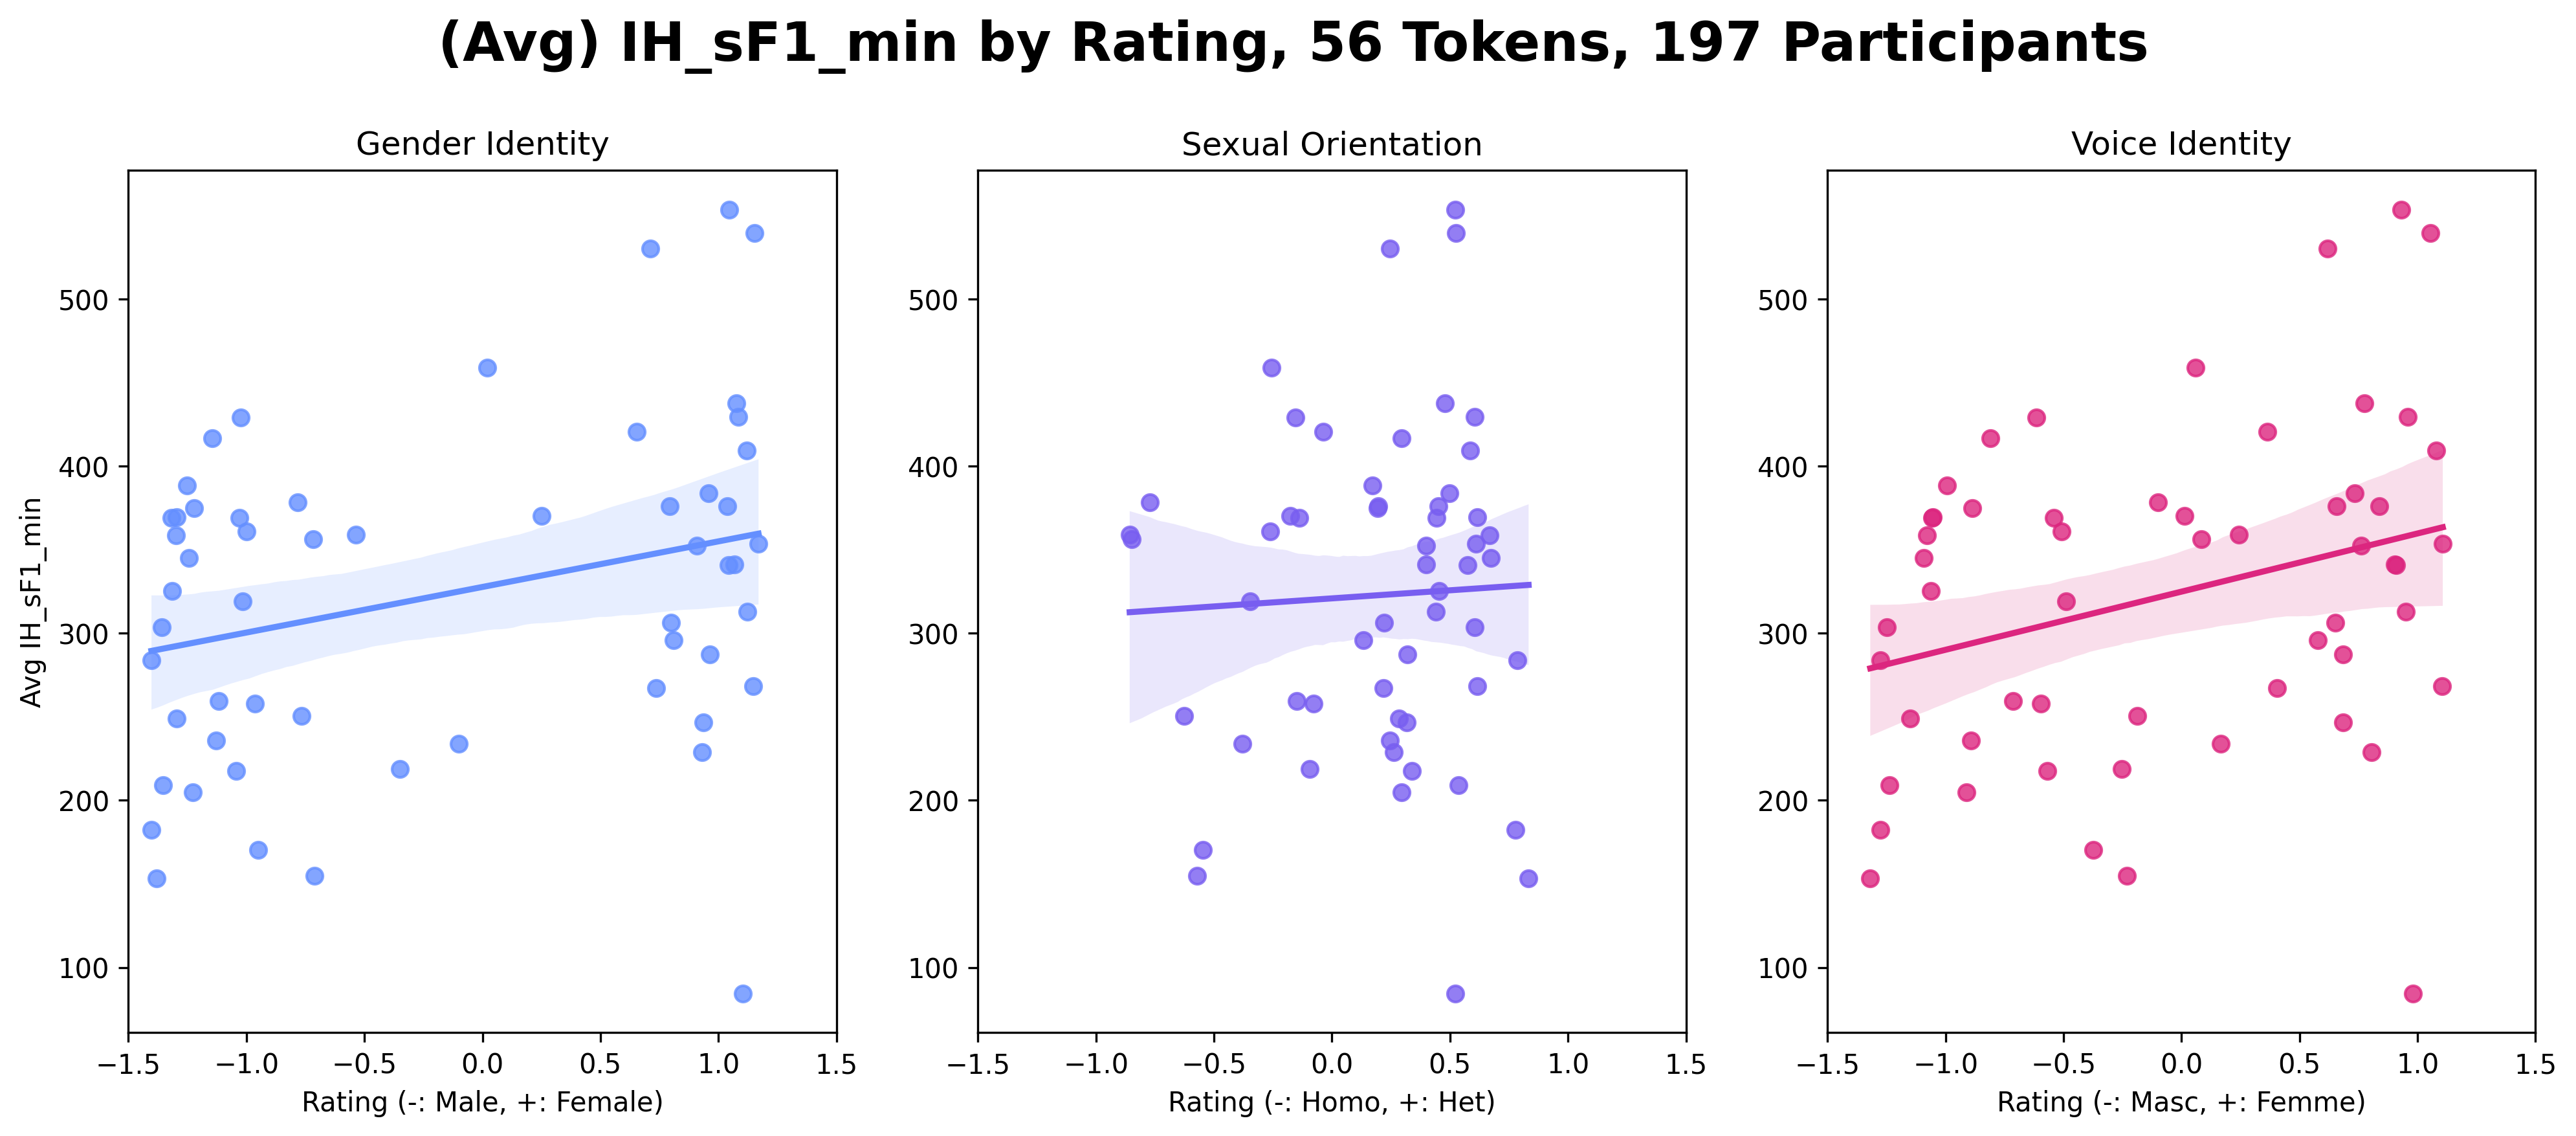 (Avg) IH_sF1_min by Rating, 56 Tokens, 197 Participants
Gender Identity
Sexual Orientation
Voice Identity
Avg IH_sF1_min
500
400
300
200
100
−1.5 −1.0 −0.5 0.0 0.5 1.0 1.5
Rating (-: Male, +: Female)
500
400
300
200
100
−1.5 −1.0 −0.5 0.0 0.5 1.0 1.5
Rating (-: Homo, +: Het)
500
400
300
200
100
−1.5 −1.0 −0.5 0.0 0.5 1.0 1.5
Rating (-: Masc, +: Femme)